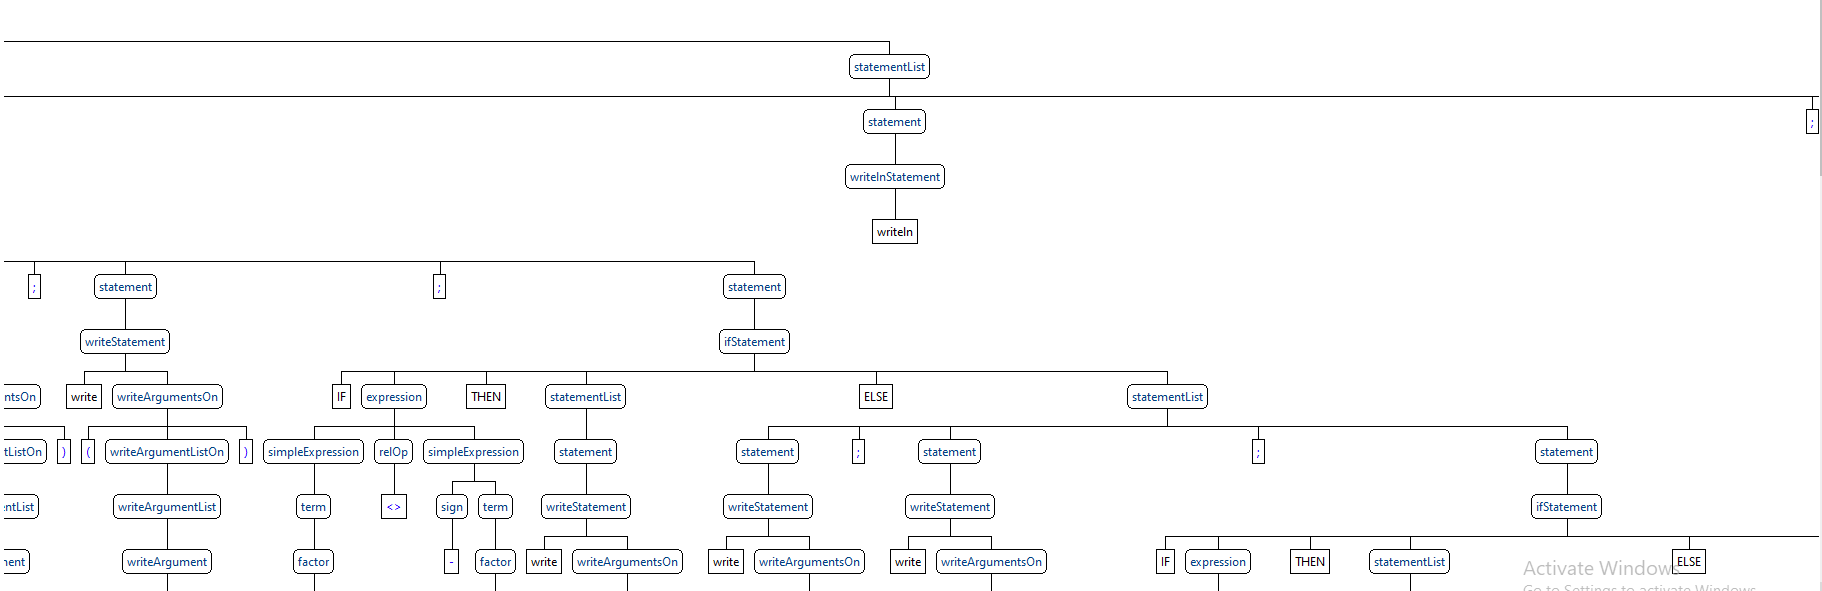 statementList
statement ;
writelnStatement
writeln
; statement ; statement
writeStatement ifStatement
ntsOn write writeArgumentsOn IF expression THEN statementList ELSE statementList
tListOn ) ( writeArgumentListOn ) simpleExpression relOp simpleExpression statement statement ; statement ; statement
entList writeArgumentList term <> sign term writeStatement writeStatement writeStatement ifStatement
ment writeArgument factor - factor write writeArgumentsOn write writeArgumentsOn write writeArgumentsOn IF expression THEN statementList ELSE
Activate Windows
Go to Settings to activate Windows.